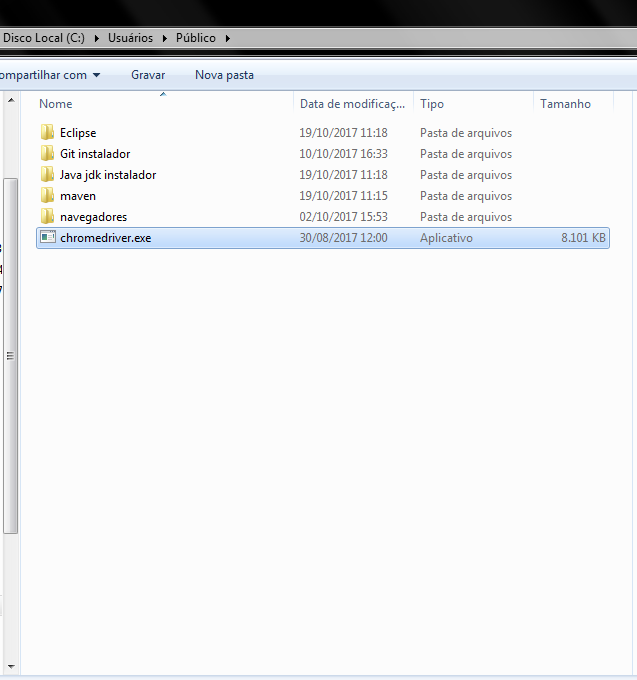 Disco Local (C:) Usuários Público
ompartilhar com Gravar Nova pasta
Nome Data de modificaç... Tipo Tamanho
Eclipse 19/10/2017 11:18 Pasta de arquivos
Git instalador 10/10/2017 16:33 Pasta de arquivos
Java jdk instalador 19/10/2017 11:18 Pasta de arquivos
maven 19/10/2017 11:15 Pasta de arquivos
navegadores 02/10/2017 15:53 Pasta de arquivos
chromedriver.exe 30/08/2017 12:00 Aplicativo 8.101 KB